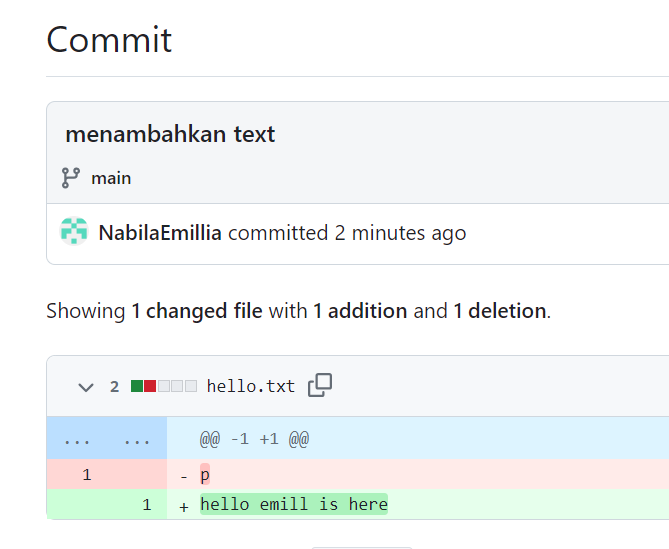 Commit
menambahkan text
main
NabilaEmillia committed 2 minutes ago
Showing 1 changed file with 1 addition and 1 deletion.
2 hello.txt
... ... @@ -1 +1 @@
1 - p
1 + hello emill is here